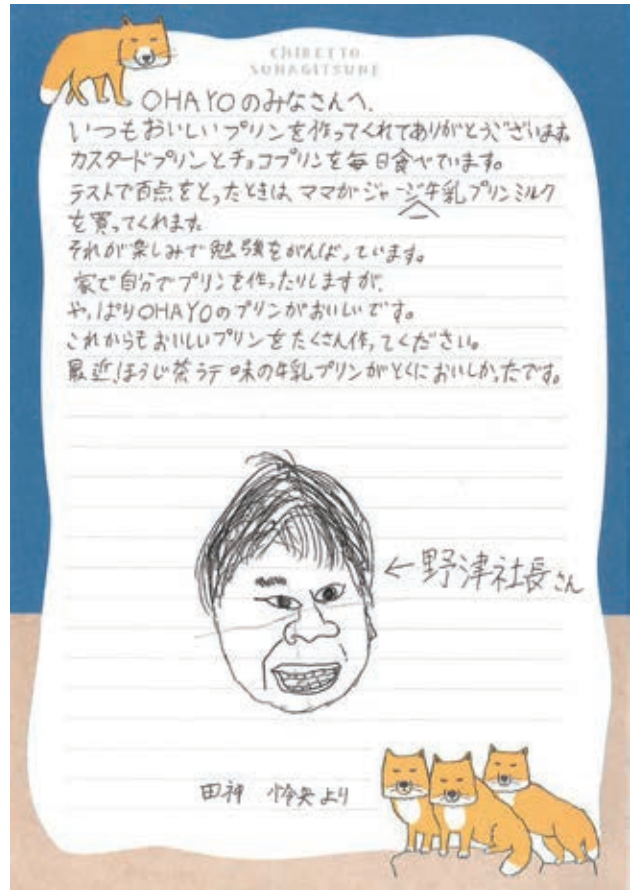 CHIBETTO
SUNAGITSUNE
OHAYOのみなさんへ、
いつもおいしいプリンを作ってくれてありがとうございます。
カスタードプリンとチョコプリンを毎日食べています。
テストで百点をとったときは、ママがジャージ牛乳プリンミルク
を買ってくれます。
それが楽しみで勉強をがんばっています。
家で自分でプリンを作ったりしますが、
やっぱりOHAYOのプリンがおいしいです。
これからもおいしいプリンをたくさん作ってください。
最近、ほうじ茶ラテ味の牛乳プリンがとくにおいしかったです。
←野津社長さん
田神 怜央より